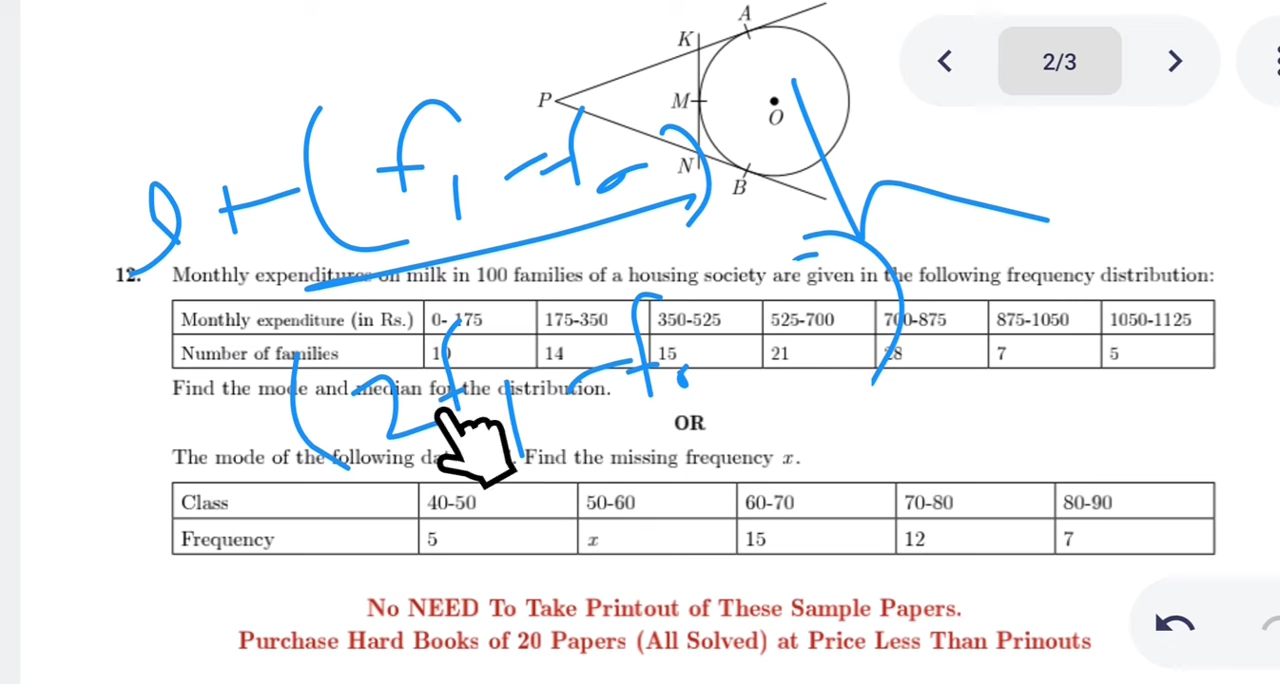 A
K
2/3
P
M
O
N
B
l + (f₁ - f₀)
12. Monthly expenditures on milk in 100 families of a housing society are given in the following frequency distribution:
Monthly expenditure (in Rs.) 0-175 175-350 350-525 525-700 700-875 875-1050 1050-1125
Number of families 10 14 15 21 28 7 5
(2f₁ - f₀
Find the mode and median for the distribution.
OR
The mode of the following Find the missing frequency x.
Class 40-50 50-60 60-70 70-80 80-90
Frequency 5 x 15 12 7
No NEED To Take Printout of These Sample Papers.
Purchase Hard Books of 20 Papers (All Solved) at Price Less Than Prinouts